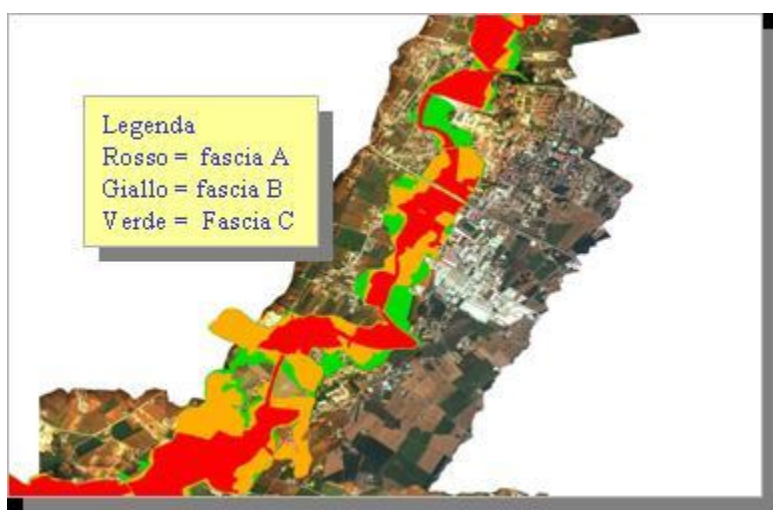 Legenda
Rosso = fascia A
Giallo = fascia B
Verde = Fascia C